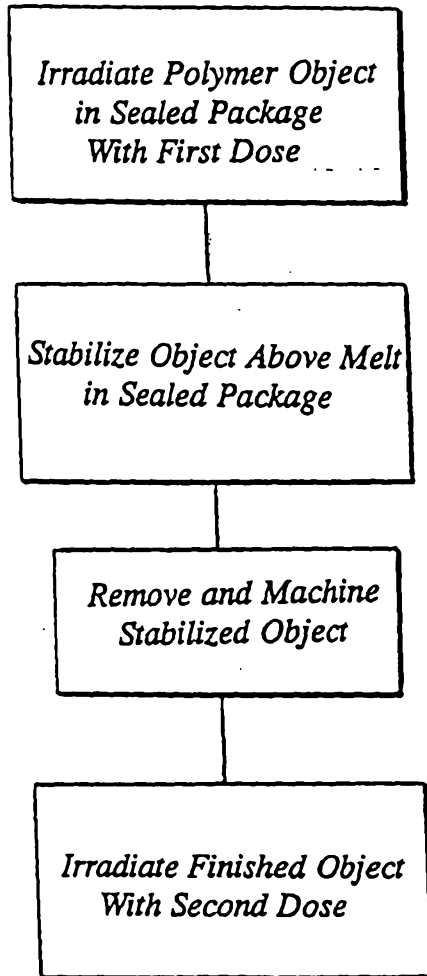 Irradiate Polymer Object
in Sealed Package
With First Dose
Stabilize Object Above Melt
in Sealed Package
Remove and Machine
Stabilized Object
Irradiate Finished Object
With Second Dose